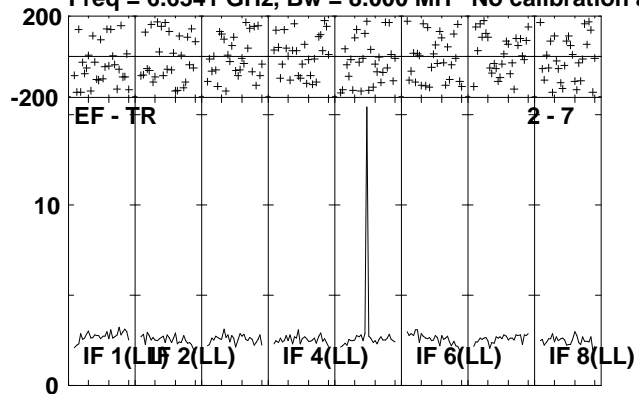 Freq = 6.6541 GHz, Bw = 8.000 MH No calibration a
200
-200
EF - TR 2 - 7
10
IF 1(LL) IF 2(LL) IF 4(LL) IF 6(LL) IF 8(LL)
0